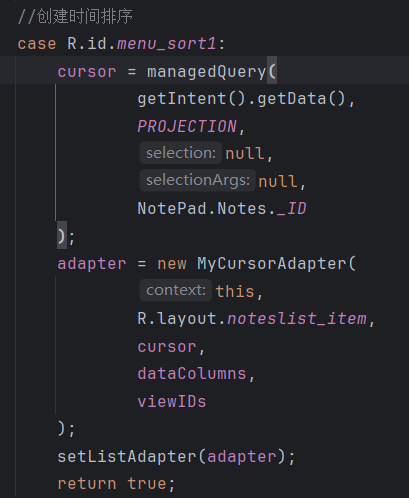 //创建时间排序
case R.id.menu_sort1:
cursor = managedQuery(
getIntent().getData(),
PROJECTION,
selection: null,
selectionArgs: null,
NotePad.Notes._ID
);
adapter = new MyCursorAdapter(
context: this,
R.layout.noteslist_item,
cursor,
dataColumns,
viewIDs
);
setListAdapter(adapter);
return true;